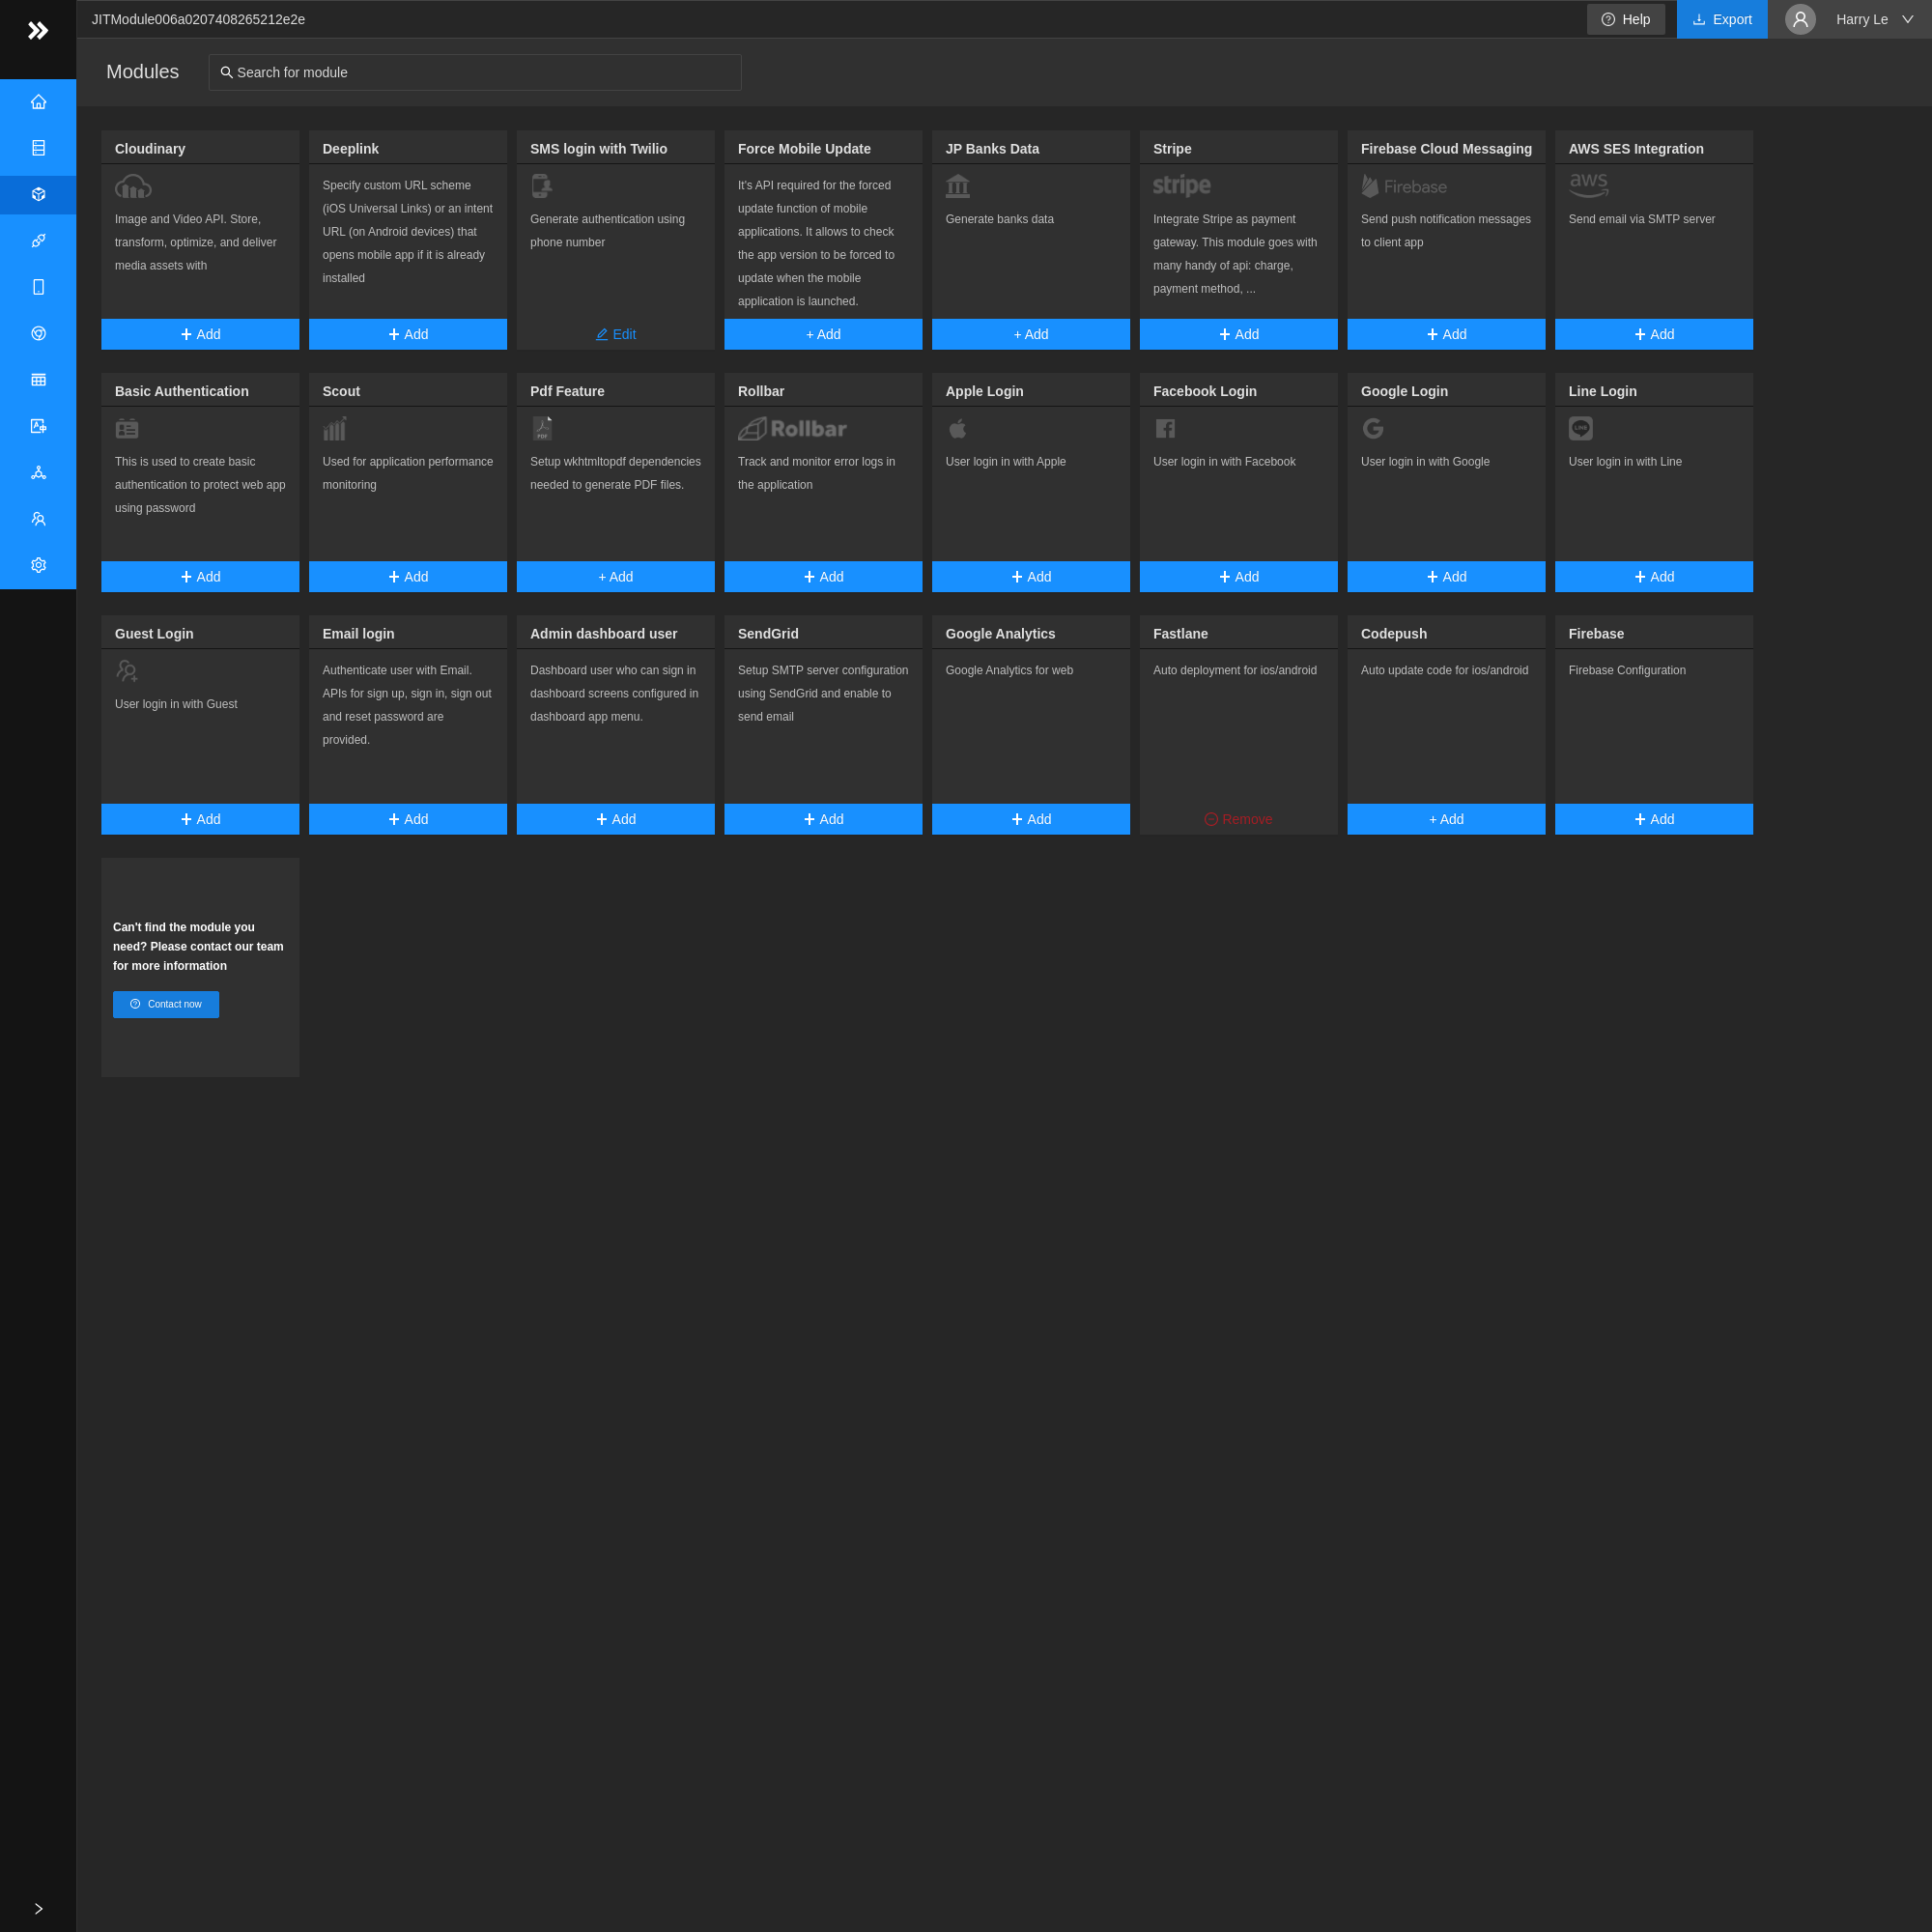 JITModule006a0207408265212e2e
Help
Export
Harry Le
Modules
Search for module
Cloudinary
Image and Video API. Store,
transform, optimize, and deliver
media assets with
Add
Deeplink
Specify custom URL scheme
(iOS Universal Links) or an intent
URL (on Android devices) that
opens mobile app if it is already
installed
Add
SMS login with Twilio
Generate authentication using
phone number
Edit
Force Mobile Update
It's API required for the forced
update function of mobile
applications. It allows to check
the app version to be forced to
update when the mobile
application is launched.
+ Add
JP Banks Data
Generate banks data
+ Add
Stripe
stripe
Integrate Stripe as payment
gateway. This module goes with
many handy of api: charge,
payment method, ...
Add
Firebase Cloud Messaging
Firebase
Send push notification messages
to client app
Add
AWS SES Integration
aws
Send email via SMTP server
Add
Basic Authentication
This is used to create basic
authentication to protect web app
using password
Add
Scout
Used for application performance
monitoring
Add
Pdf Feature
PDF
Setup wkhtmltopdf dependencies
needed to generate PDF files.
+ Add
Rollbar
Rollbar
Track and monitor error logs in
the application
Add
Apple Login
User login in with Apple
Add
Facebook Login
User login in with Facebook
Add
Google Login
User login in with Google
Add
Line Login
LINE
User login in with Line
Add
Guest Login
User login in with Guest
Add
Email login
Authenticate user with Email.
APIs for sign up, sign in, sign out
and reset password are
provided.
Add
Admin dashboard user
Dashboard user who can sign in
dashboard screens configured in
dashboard app menu.
Add
SendGrid
Setup SMTP server configuration
using SendGrid and enable to
send email
Add
Google Analytics
Google Analytics for web
Add
Fastlane
Auto deployment for ios/android
Remove
Codepush
Auto update code for ios/android
+ Add
Firebase
Firebase Configuration
Add
Can't find the module you
need? Please contact our team
for more information
Contact now